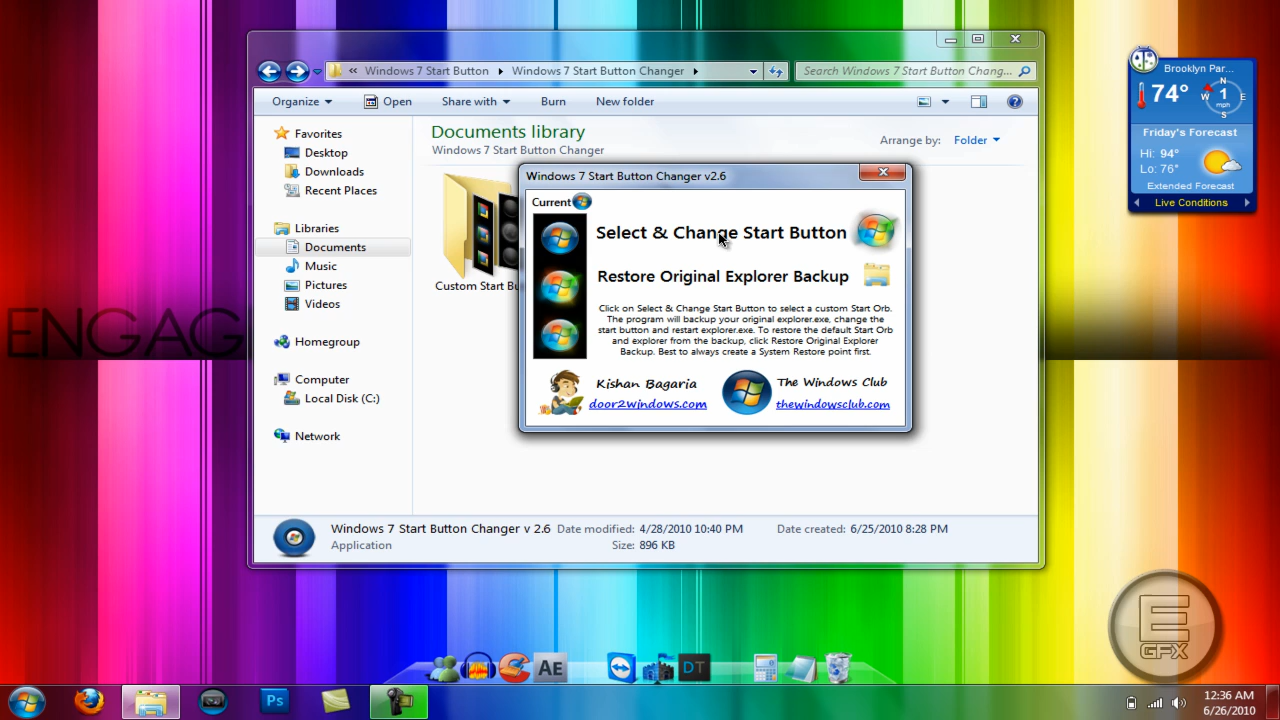 « Windows 7 Start Button Windows 7 Start Button Changer
Search Windows 7 Start Button Chang...
Organize Open Share with Burn New folder
Favorites
Desktop
Downloads
Recent Places
Libraries
Documents
Music
Pictures
Videos
Homegroup
Computer
Local Disk (C:)
Network
Documents library
Windows 7 Start Button Changer
Arrange by: Folder
Custom Start Bu
Windows 7 Start Button Changer v2.6
Current
Select & Change Start Button
Restore Original Explorer Backup
Click on Select & Change Start Button to select a custom Start Orb.
The program will backup your original explorer.exe, change the
start button and restart explorer.exe. To restore the default Start Orb
and explorer from the backup, click Restore Original Explorer
Backup. Best to always create a System Restore point first.
Kishan Bagaria
door2windows.com
The Windows Club
thewindowsclub.com
Windows 7 Start Button Changer v 2.6 Date modified: 4/28/2010 10:40 PM Date created: 6/25/2010 8:28 PM
Application Size: 896 KB
Brooklyn Par...
74°
N
W 1 E
mph
S
Friday's Forecast
Hi: 94°
Lo: 76°
Extended Forecast
Live Conditions
ENGAG
E
GFX
AE
DT
Ps
12:36 AM
6/26/2010